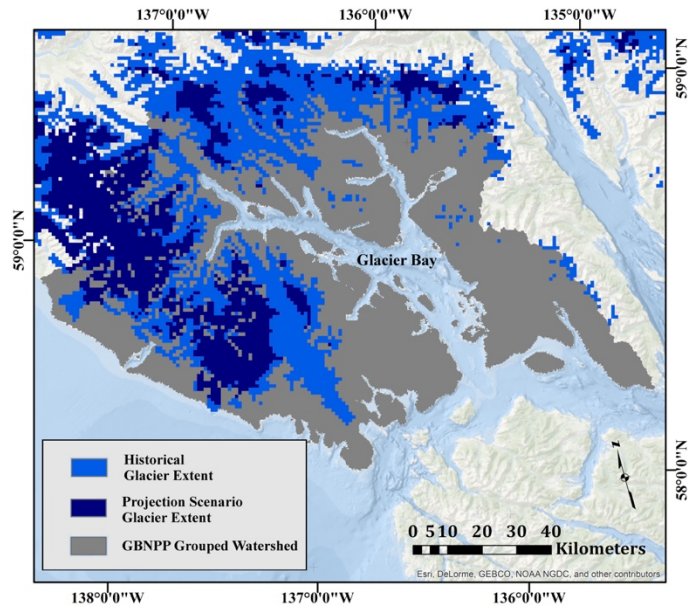 137°0'0"W 136°0'0"W 135°0'0"W
59°0'0"N
59°0'0"N
Glacier Bay
Historical
Glacier Extent
Projection Scenario
Glacier Extent
GBNPP Grouped Watershed
N
58°0'0"N
0 5 10 20 30 40
Kilometers
Esri, DeLorme, GEBCO, NOAA NGDC, and other contributors
138°0'0"W 137°0'0"W 136°0'0"W